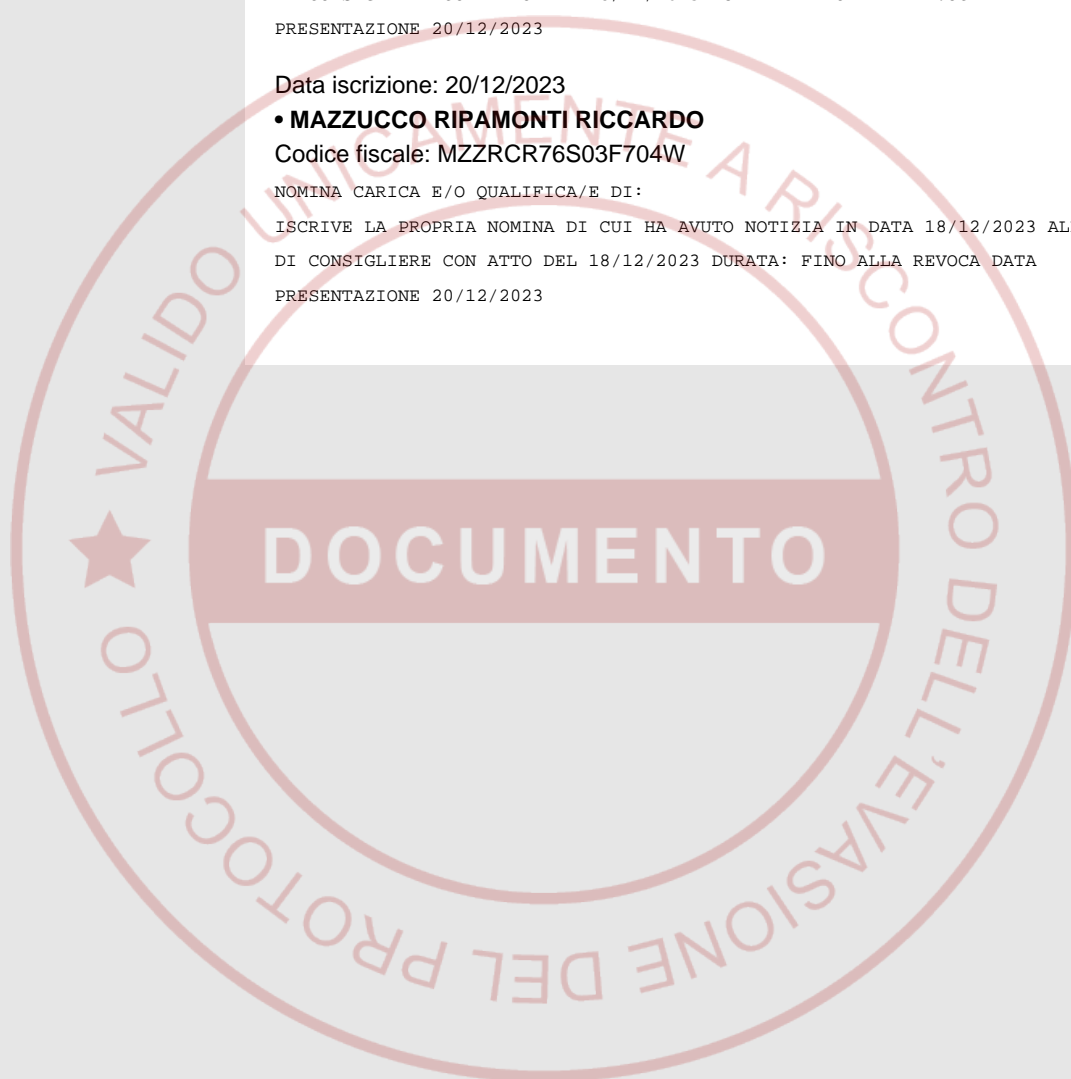 PRESENTAZIONE 20/12/2023
Data iscrizione: 20/12/2023
• MAZZUCCO RIPAMONTI RICCARDO
Codice fiscale: MZZRCR76S03F704W
NOMINA CARICA E/O QUALIFICA/E DI:
ISCRIVE LA PROPRIA NOMINA DI CUI HA AVUTO NOTIZIA IN DATA 18/12/2023 AL
DI CONSIGLIERE CON ATTO DEL 18/12/2023 DURATA: FINO ALLA REVOCA DATA
PRESENTAZIONE 20/12/2023
VALIDO UNICAMENTE A RISCONTRO DELL'EVASIONE DEL PROTOCOLLO
DOCUMENTO